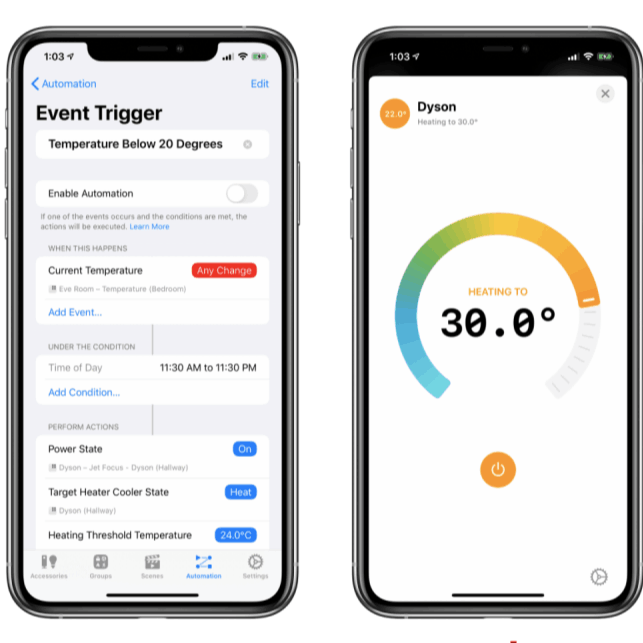 1:03
Automation
Edit
Event Trigger
Temperature Below 20 Degrees
Enable Automation
If one of the events occurs and the conditions are met, the
actions will be executed. Learn More
WHEN THIS HAPPENS
Current Temperature
Any Change
Eve Room – Temperature (Bedroom)
Add Event...
UNDER THE CONDITION
Time of Day
11:30 AM to 11:30 PM
Add Condition...
PERFORM ACTIONS
Power State
On
Dyson – Jet Focus - Dyson (Hallway)
Target Heater Cooler State
Heat
Dyson (Hallway)
Heating Threshold Temperature
24.0°C
Accessories
Groups
Scenes
Automation
Settings
1:03
22.0°
Dyson
Heating to 30.0°
HEATING TO
30.0°